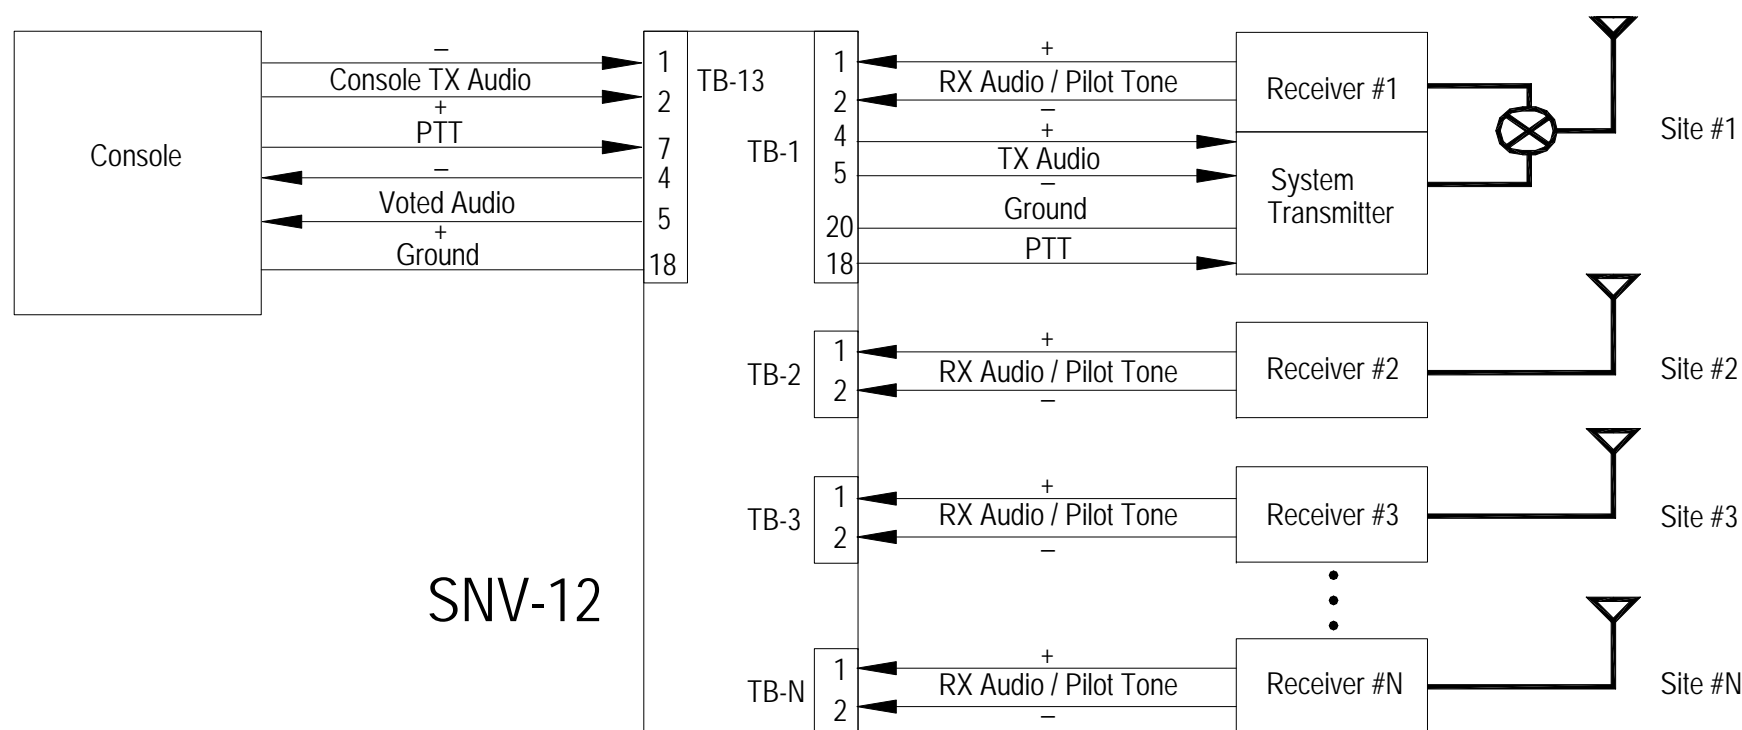 Console
–
Console TX Audio
+
PTT
–
Voted Audio
+
Ground
1
2
7
4
5
18
TB-13
SNV-12
TB-1
1
2
4
5
20
18
+
RX Audio / Pilot Tone
–
+
TX Audio
–
Ground
PTT
Receiver #1
System
Transmitter
Site #1
TB-2
1
2
+
RX Audio / Pilot Tone
–
Receiver #2
Site #2
TB-3
1
2
+
RX Audio / Pilot Tone
–
Receiver #3
Site #3
TB-N
1
2
+
RX Audio / Pilot Tone
–
Receiver #N
Site #N